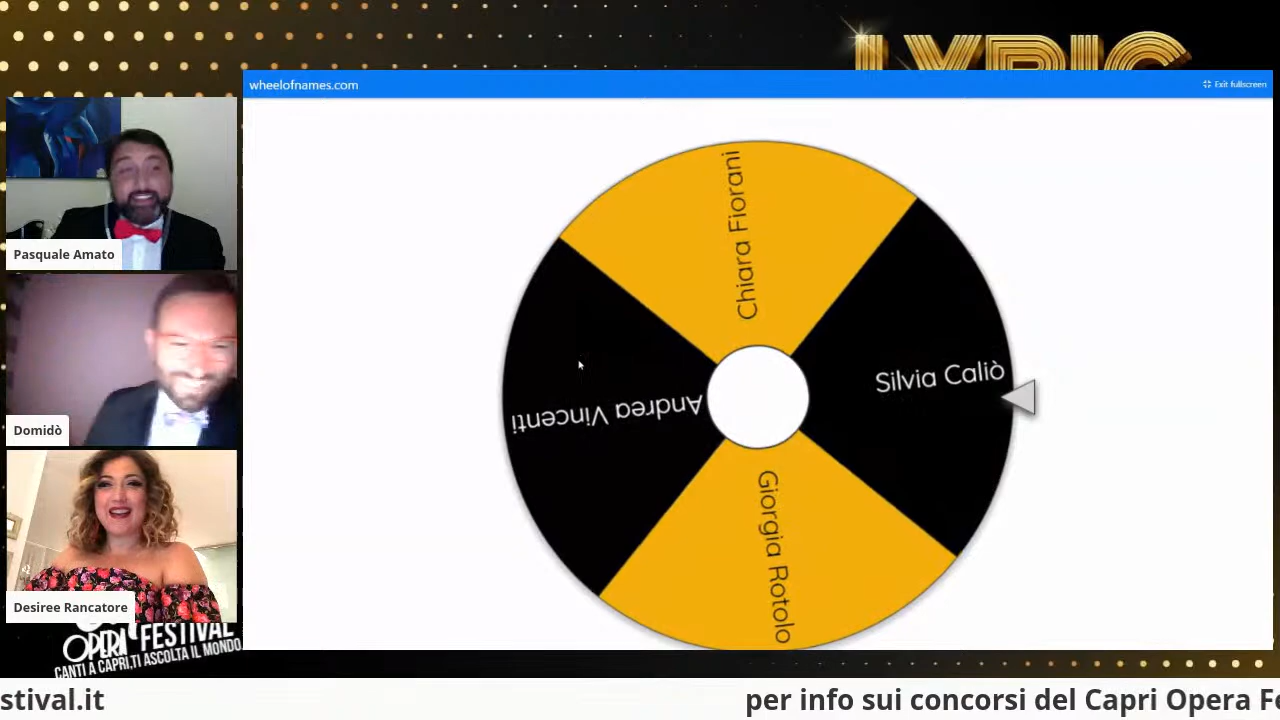 LYRIC
wheelofnames.com
Exit fullscreen
Pasquale Amato
Domidò
Desiree Rancatore
Chiara Fiorani
Silvia Caliò
Andrea Vincenti
Giorgia Rotolo
OPERA FESTIVAL
CANTI A CAPRI,TI ASCOLTA IL MONDO
stival.it
per info sui concorsi del Capri Opera Fe